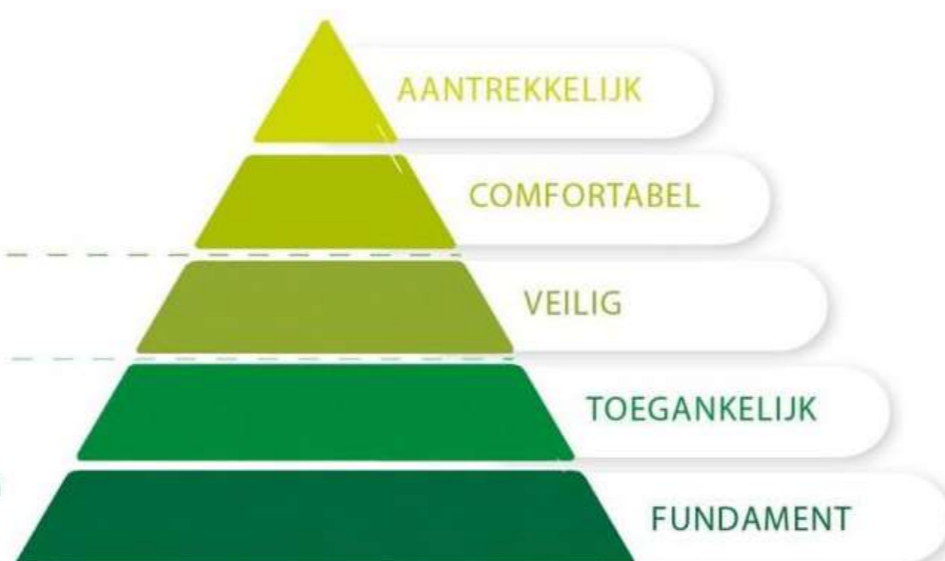 AANTREKKELIJK
COMFORTABEL
VEILIG
TOEGANKELIJK
FUNDAMENT